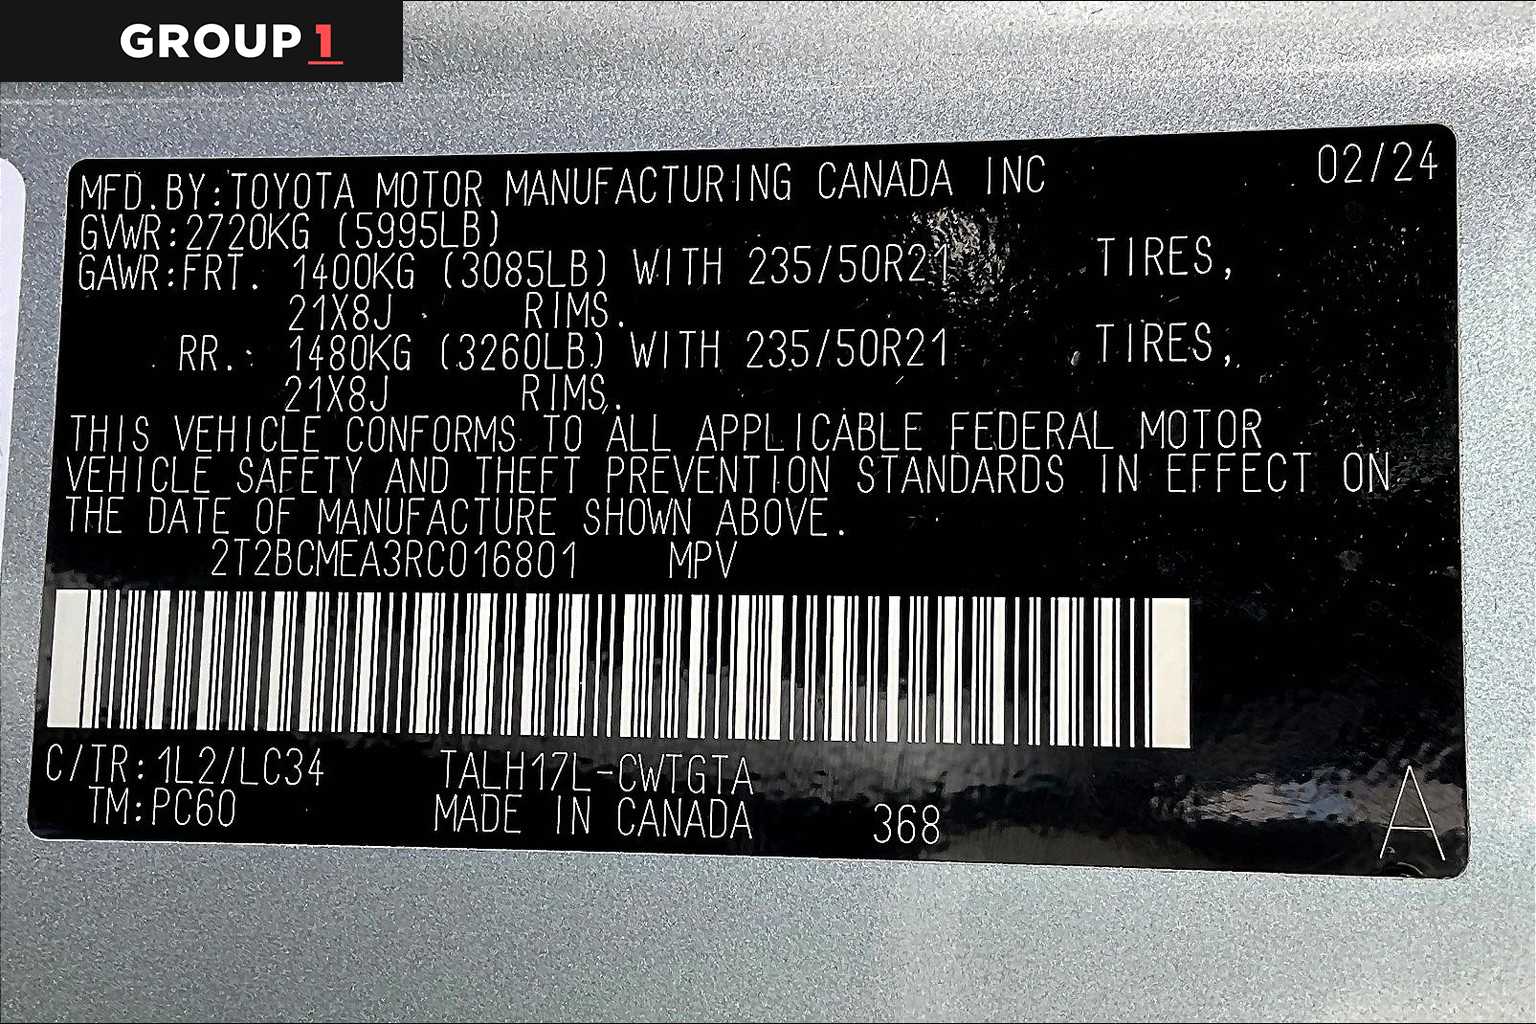 GROUP 1
MFD.BY:TOYOTA MOTOR MANUFACTURING CANADA INC 02/24
GVWR:2720KG (5995LB)
GAWR:FRT. 1400KG (3085LB) WITH 235/50R21 TIRES,
21X8J RIMS.
RR. 1480KG (3260LB) WITH 235/50R21 TIRES,
21X8J RIMS.
THIS VEHICLE CONFORMS TO ALL APPLICABLE FEDERAL MOTOR
VEHICLE SAFETY AND THEFT PREVENTION STANDARDS IN EFFECT ON
THE DATE OF MANUFACTURE SHOWN ABOVE.
2T2BCMEA3RC016801 MPV
C/TR:1L2/LC34 TALH17L-CWTGTA
TM:PC60 MADE IN CANADA 368 A